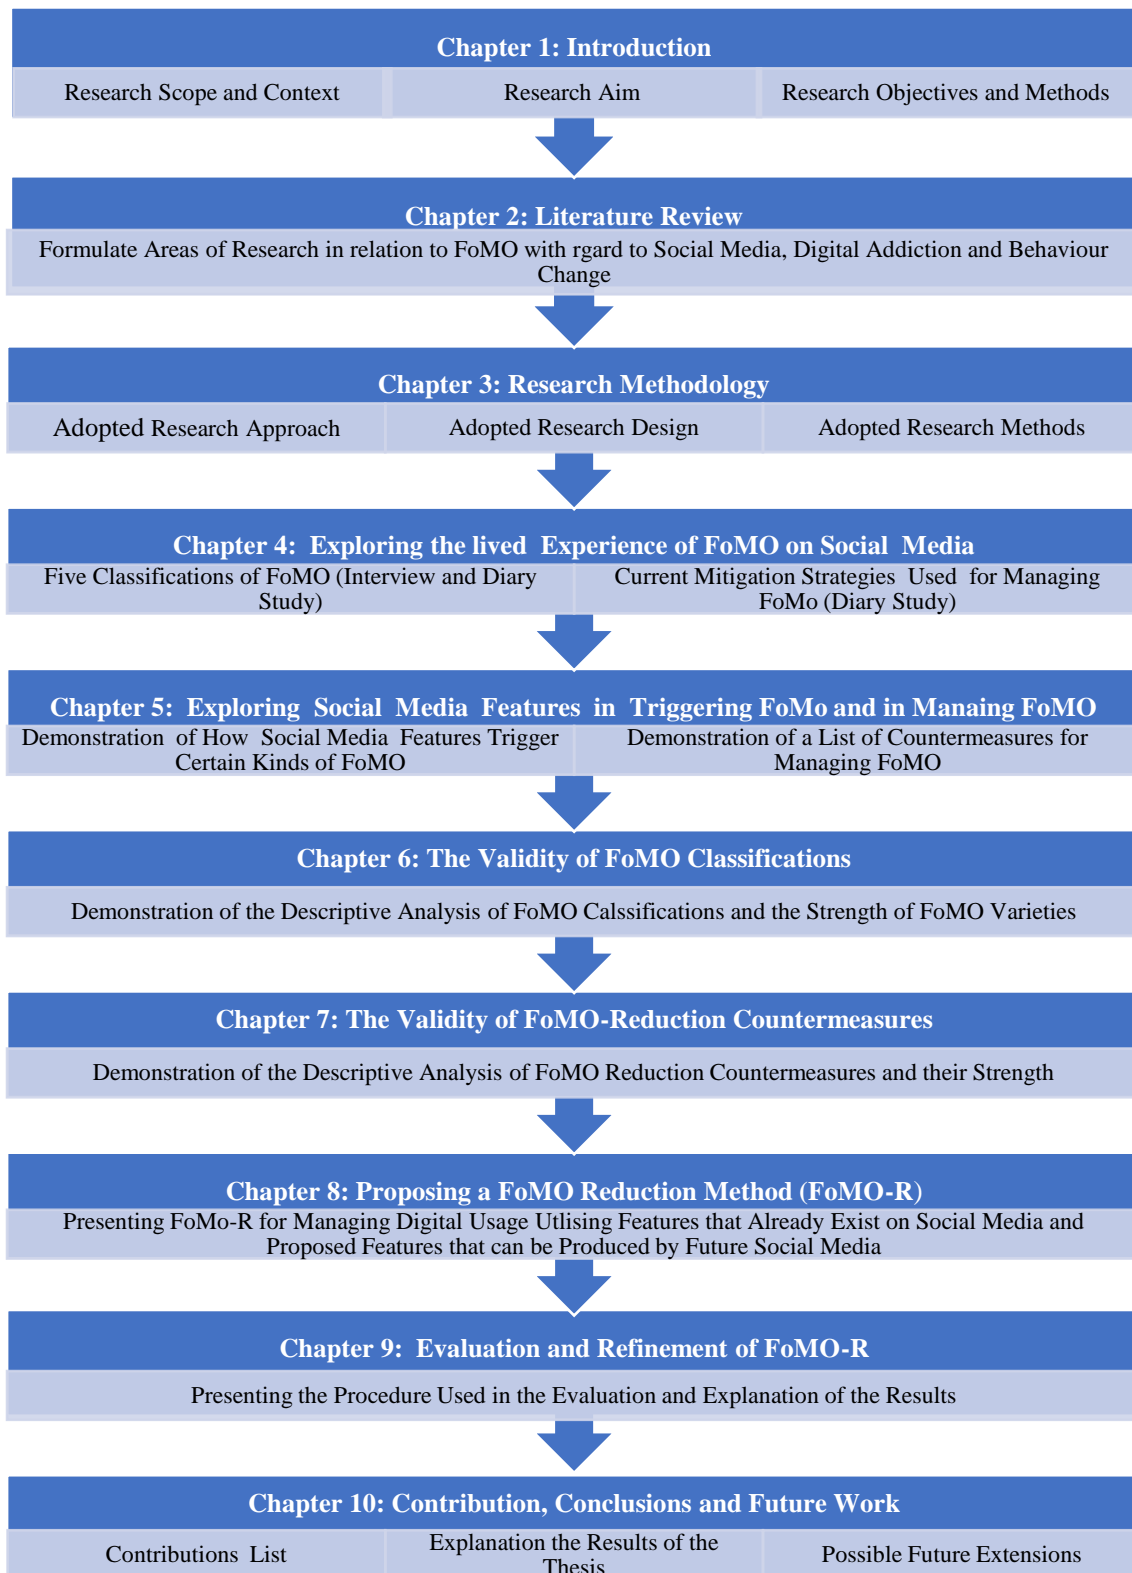 Chapter 1: Introduction
Research Scope and Context
Research Aim
Research Objectives and Methods
Chapter 2: Literature Review
Formulate Areas of Research in relation to FoMO with rgard to Social Media, Digital Addiction and Behaviour
Change
Chapter 3: Research Methodology
Adopted Research Approach
Adopted Research Design
Adopted Research Methods
Chapter 4: Exploring the lived Experience of FoMO on Social Media
Five Classifications of FoMO (Interview and Diary
Study)
Current Mitigation Strategies Used for Managing
FoMo (Diary Study)
Chapter 5: Exploring Social Media Features in Triggering FoMo and in Manaing FoMO
Demonstration of How Social Media Features Trigger
Certain Kinds of FoMO
Demonstration of a List of Countermeasures for
Managing FoMO
Chapter 6: The Validity of FoMO Classifications
Demonstration of the Descriptive Analysis of FoMO Calssifications and the Strength of FoMO Varieties
Chapter 7: The Validity of FoMO-Reduction Countermeasures
Demonstration of the Descriptive Analysis of FoMO Reduction Countermeasures and their Strength
Chapter 8: Proposing a FoMO Reduction Method (FoMO-R)
Presenting FoMo-R for Managing Digital Usage Utlising Features that Already Exist on Social Media and
Proposed Features that can be Produced by Future Social Media
Chapter 9: Evaluation and Refinement of FoMO-R
Presenting the Procedure Used in the Evaluation and Explanation of the Results
Chapter 10: Contribution, Conclusions and Future Work
Contributions List
Explanation the Results of the
Thesis
Possible Future Extensions